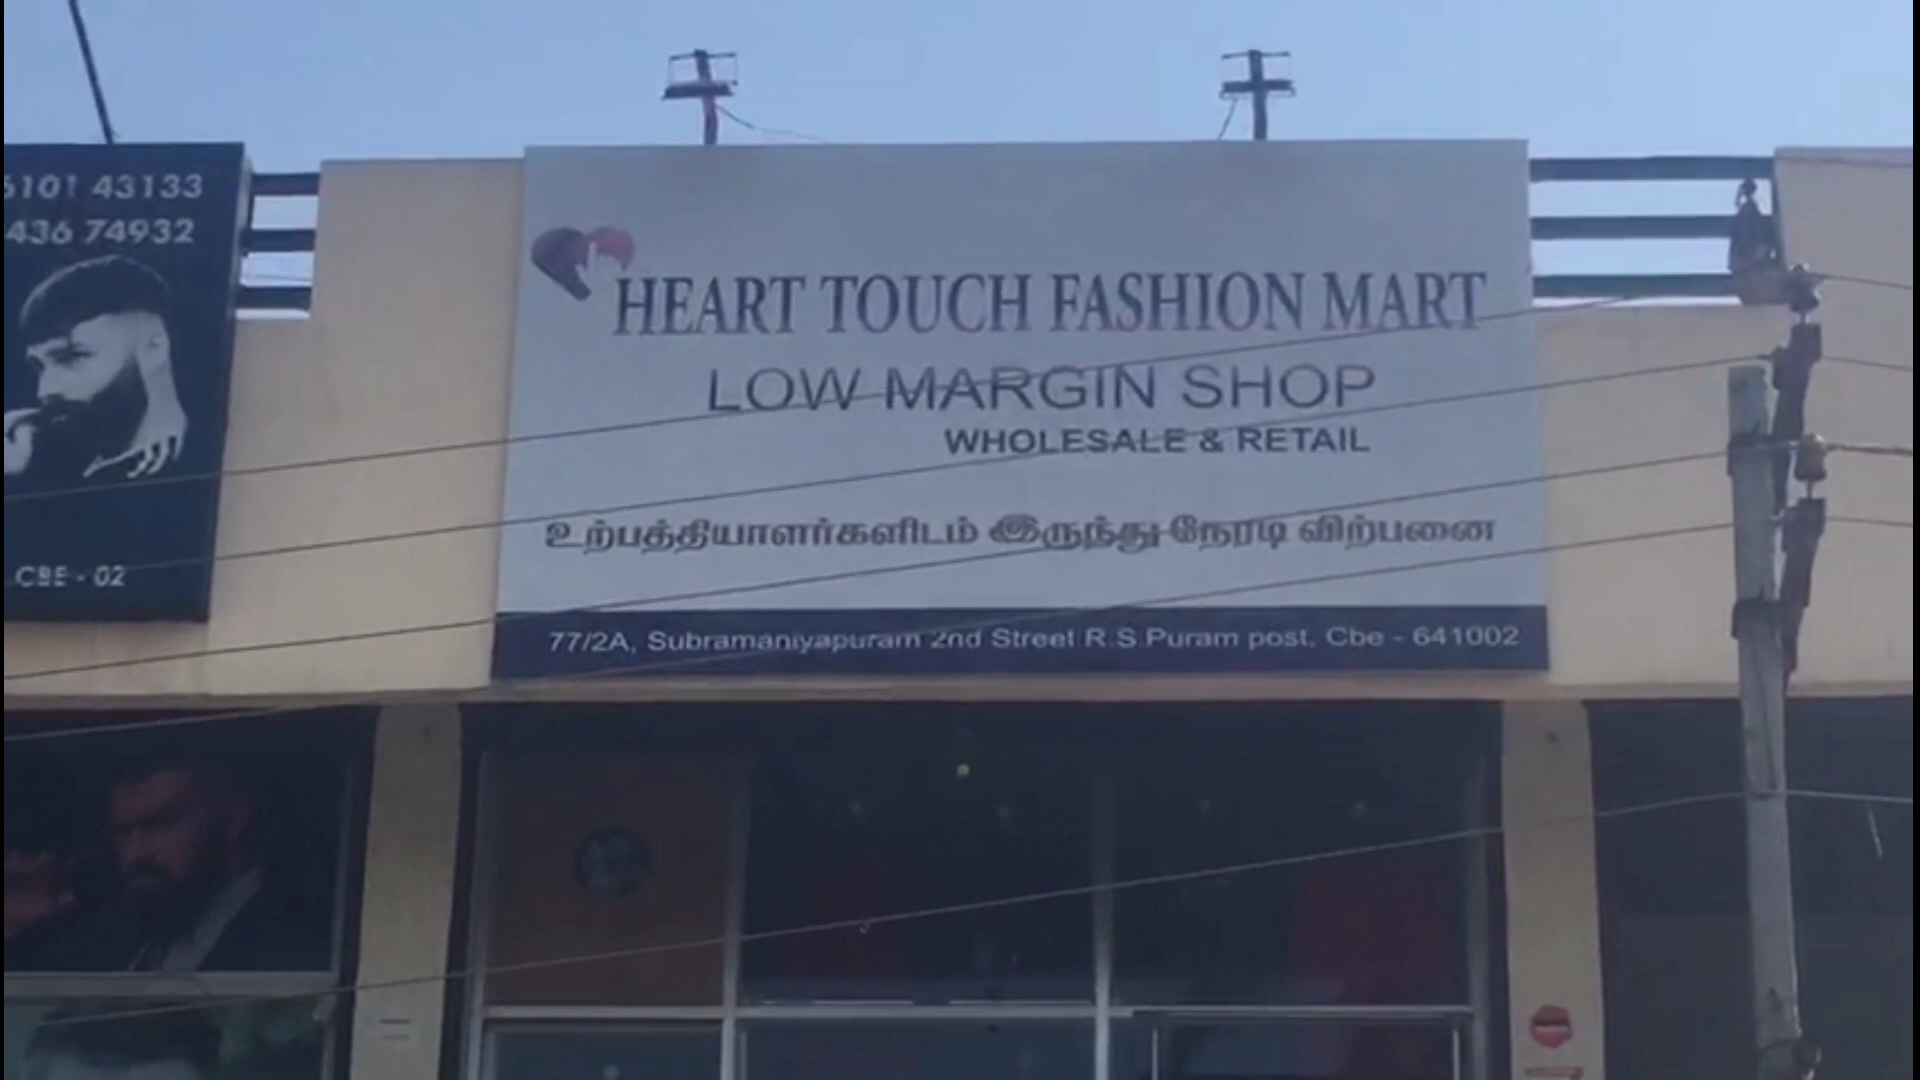 6101 43133
436 74932
CBE - 02
HEART TOUCH FASHION MART
LOW MARGIN SHOP
WHOLESALE & RETAIL
உற்பத்தியாளர்களிடம் இருந்து நேரடி விற்பனை
77/2A, Subramaniyapuram 2nd Street R.S.Puram post, Cbe - 641002